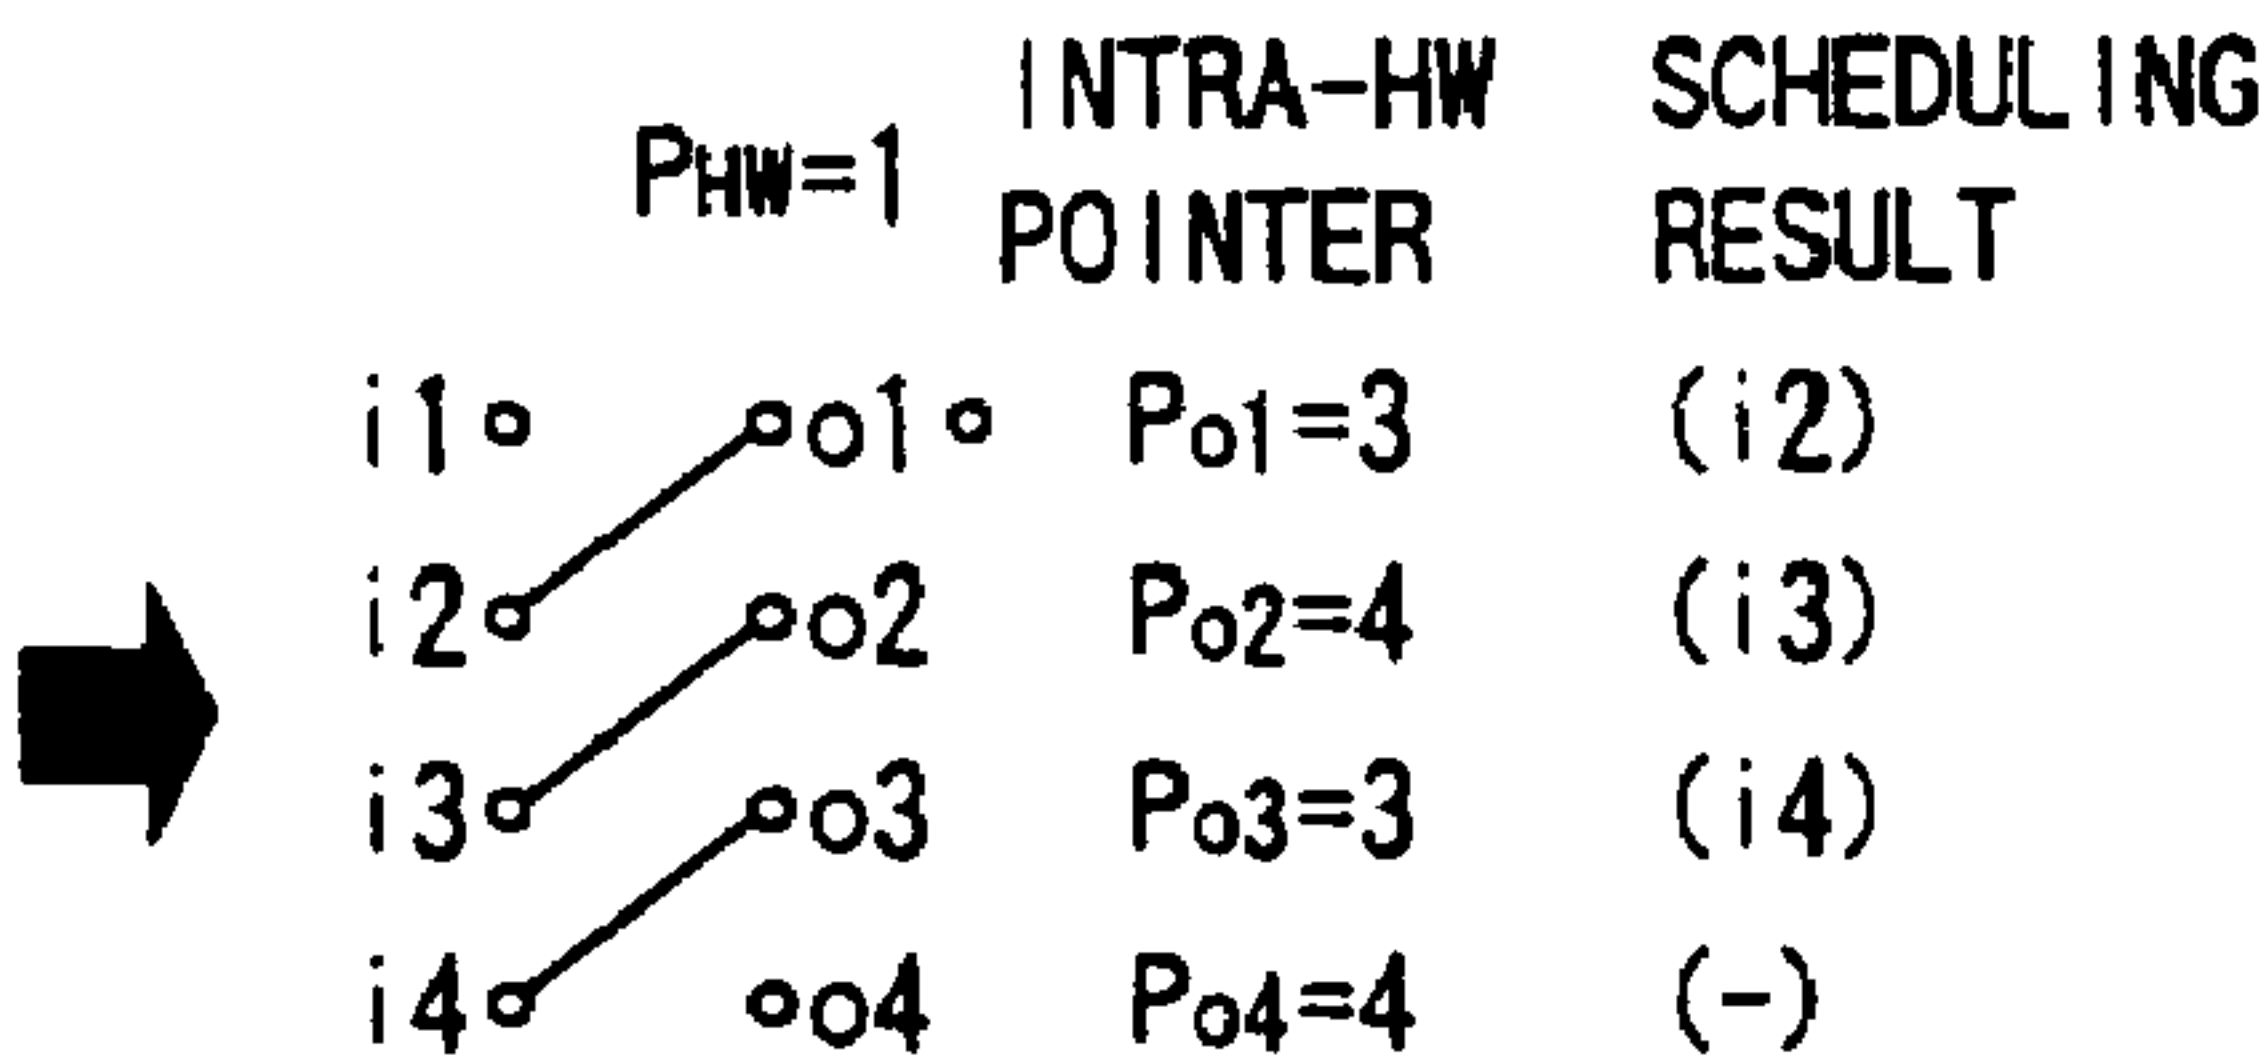 INTRA-HW SCHEDULING
PHW=1 POINTER RESULT
i1 o1 Po1=3 (i2)
i2 o2 Po2=4 (i3)
i3 o3 Po3=3 (i4)
i4 o4 Po4=4 (-)